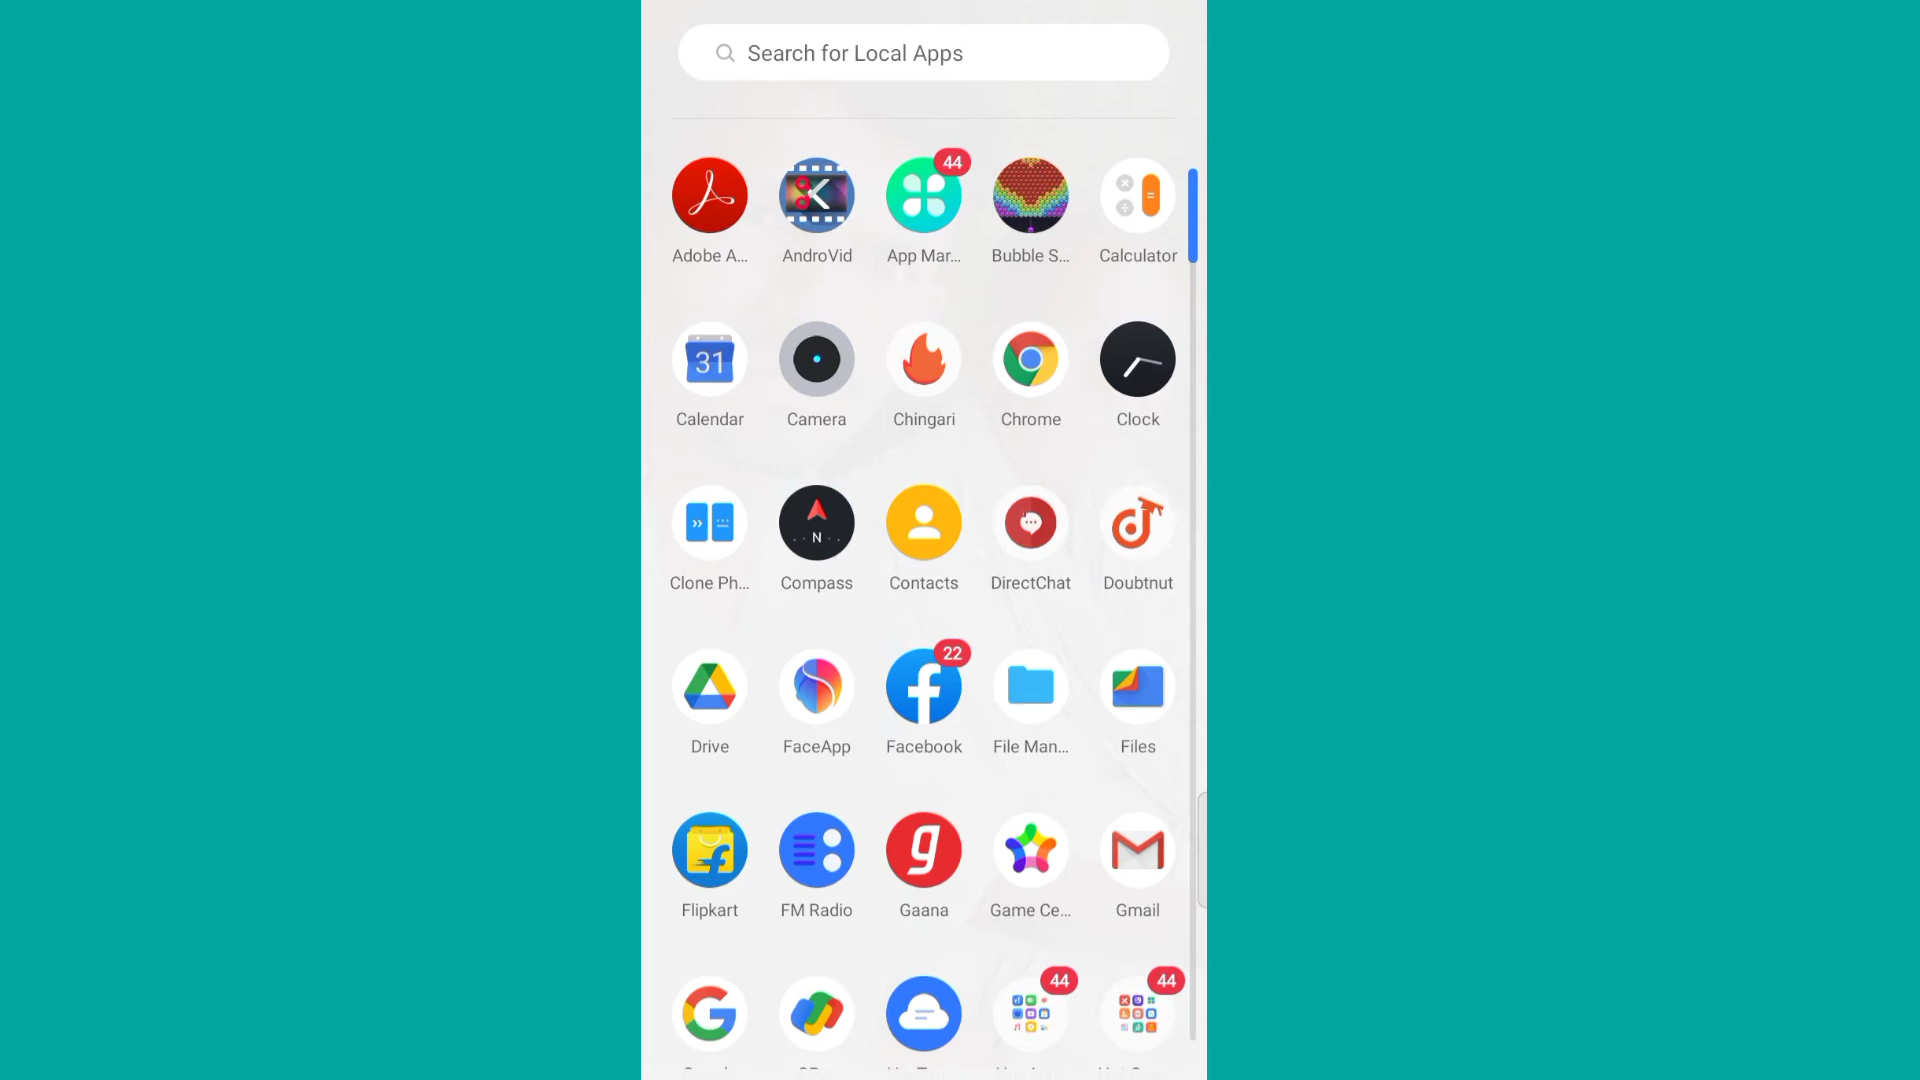 Search for Local Apps
44
Adobe A... AndroVid App Mar... Bubble S... Calculator
31
Calendar Camera Chingari Chrome Clock
N
Clone Ph... Compass Contacts DirectChat Doubtnut
22
Drive FaceApp Facebook File Man... Files
Flipkart FM Radio Gaana Game Ce... Gmail
44 44